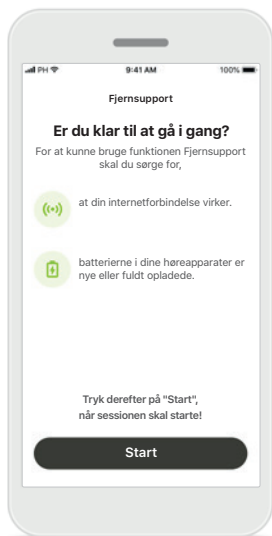 PH 9:41 AM 100%
Fjernsupport
Er du klar til at gå i gang?
For at kunne bruge funktionen Fjernsupport
skal du sørge for,
at din internetforbindelse virker.
batterierne i dine høreapparater er
nye eller fuldt opladede.
Tryk derefter på "Start",
når sessionen skal starte!
Start